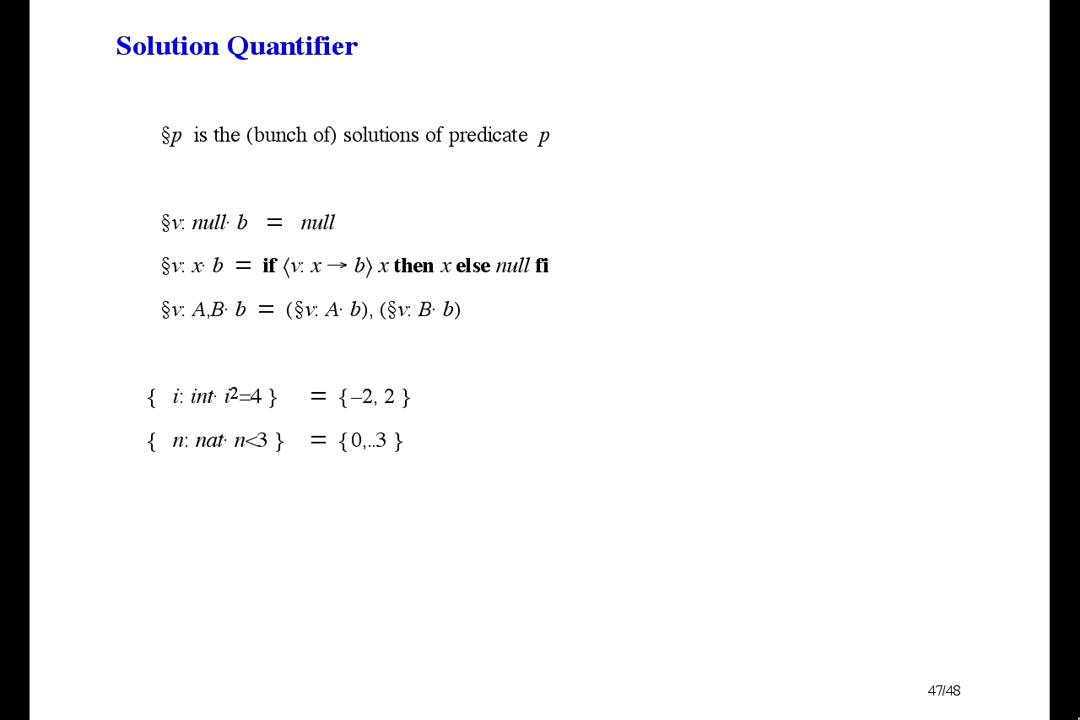 Solution Quantifier
§p is the (bunch of) solutions of predicate p
§v: null· b = null
§v: x· b = if ⟨v: x → b⟩ x then x else null fi
§v: A,B· b = (§v: A· b), (§v: B· b)
{ i: int· i²=4 } = {–2, 2 }
{ n: nat· n<3 } = {0,..3 }
47/48